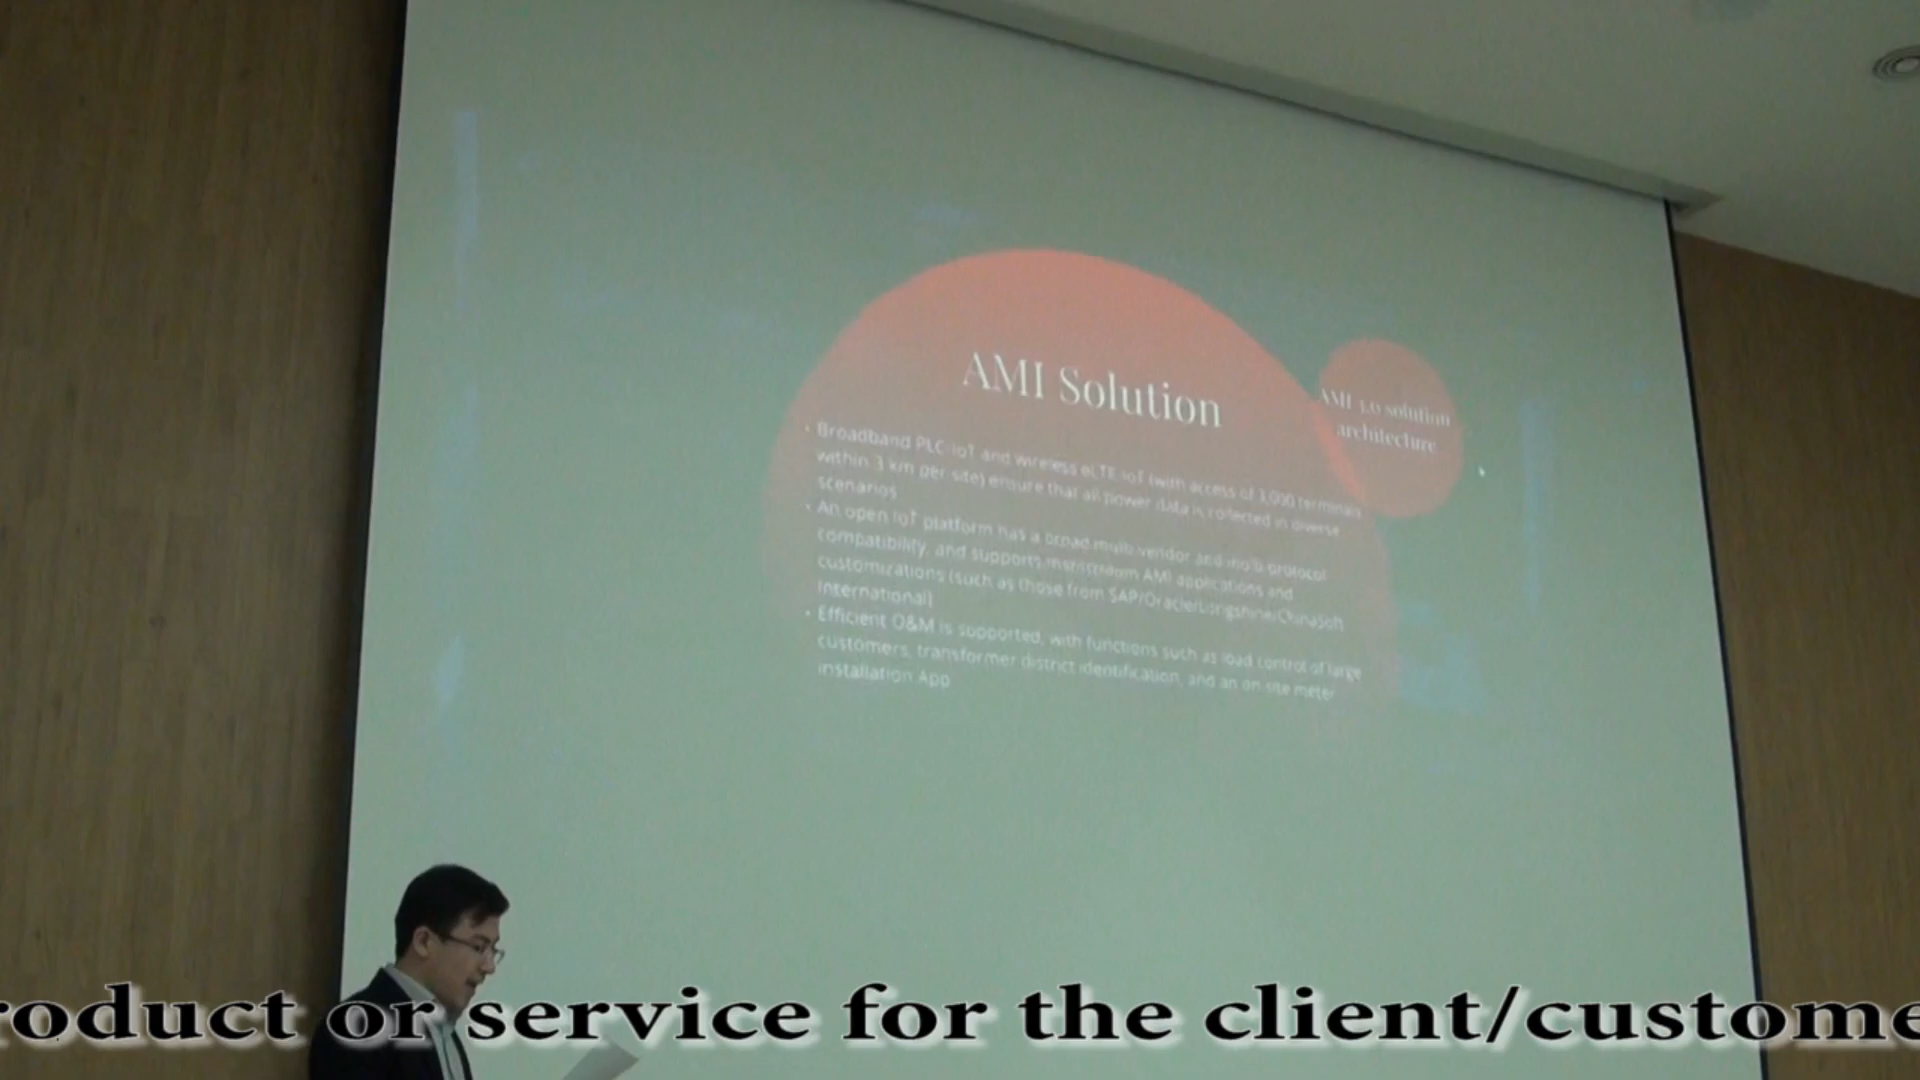 AMI Solution
• Broadband PLC-IoT and wireless eLTE-IoT (with access of 3,000 terminals
within 3 km per site) ensure that all power data is collected in diverse
scenarios
• An open IoT platform has a broad multi-vendor and multi-protocol
compatibility, and supports mainstream AMI applications and
customizations (such as those from SAP/Oracle/Longshine/ChinaSoft
International)
• Efficient O&M is supported, with functions such as load control of large
customers, transformer district identification, and an on-site meter
installation App
AMI 3.0 solution
architecture
roduct or service for the client/custome